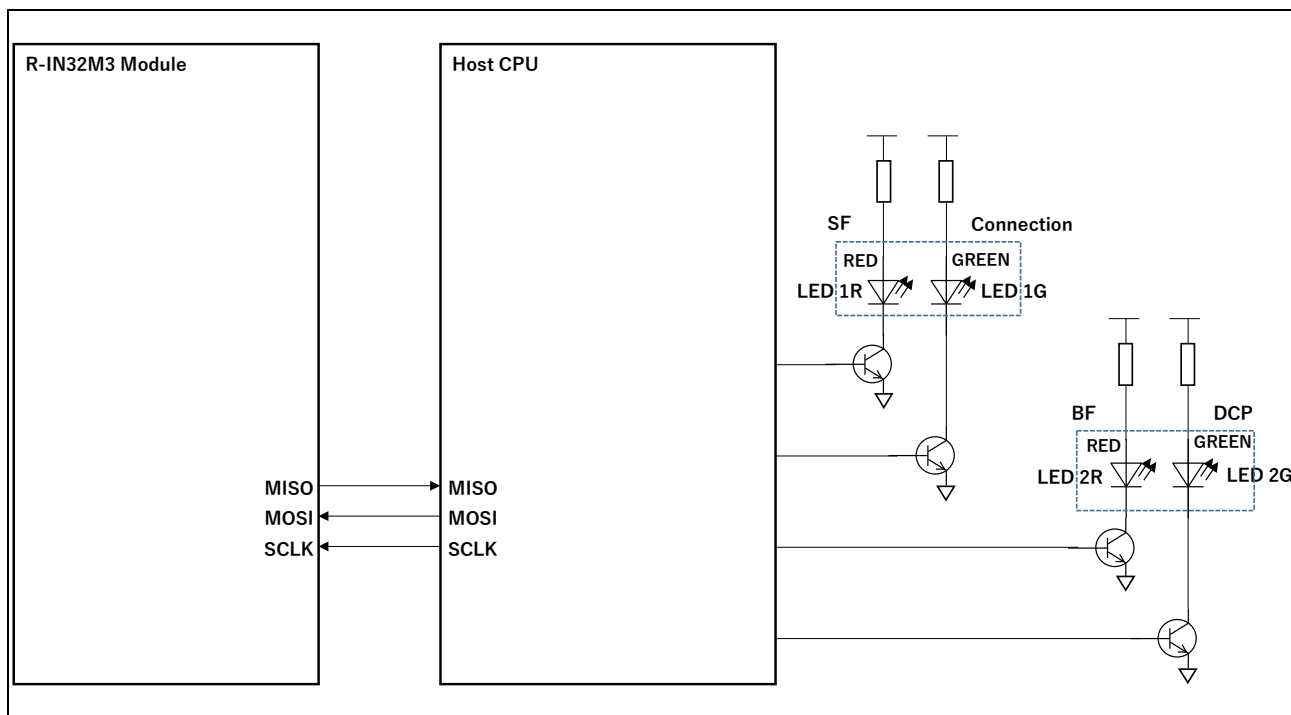 R-IN32M3 Module
Host CPU
SF
Connection
RED
GREEN
LED 1R
LED 1G
BF
DCP
RED
GREEN
LED 2R
LED 2G
MISO
MISO
MOSI
MOSI
SCLK
SCLK